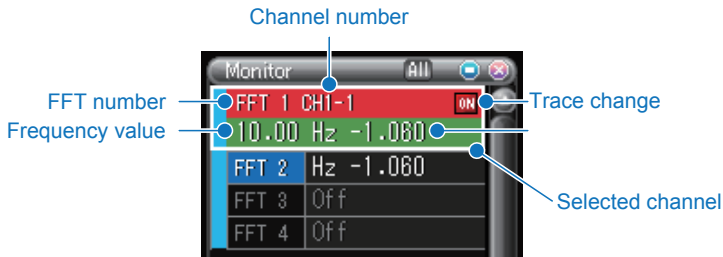 Channel number
Monitor All
FFT number FFT 1 CH1-1 ON Trace change
Frequency value 10.00 Hz -1.060
FFT 2 Hz -1.060
Selected channel
FFT 3 Off
FFT 4 Off